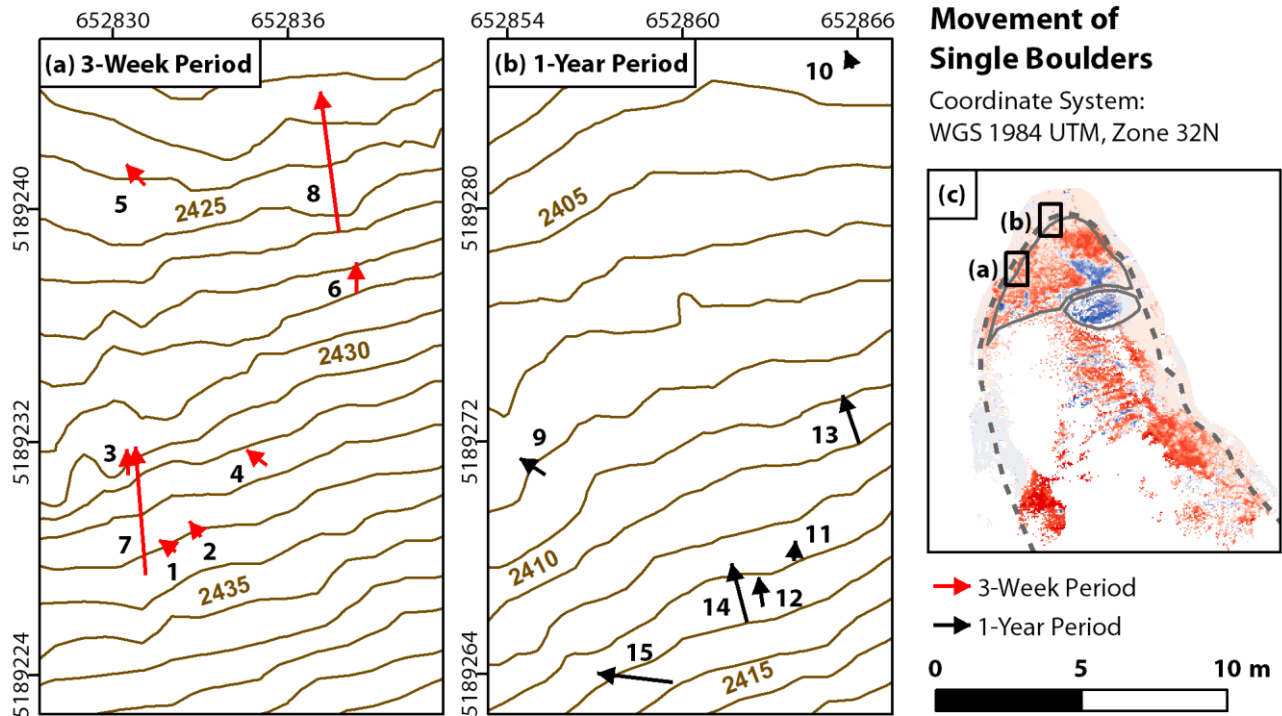 652830 652836
652854 652860 652866
(a) 3-Week Period
5189240
5189232
5189224
5
8
2425
6
2430
3
4
7
1
2
2435
(b) 1-Year Period
5189280
5189272
5189264
10
2405
9
13
2410
11
12
14
15
2415
Movement of
Single Boulders
Coordinate System:
WGS 1984 UTM, Zone 32N
(c)
(b)
(a)
3-Week Period
1-Year Period
0 5 10 m